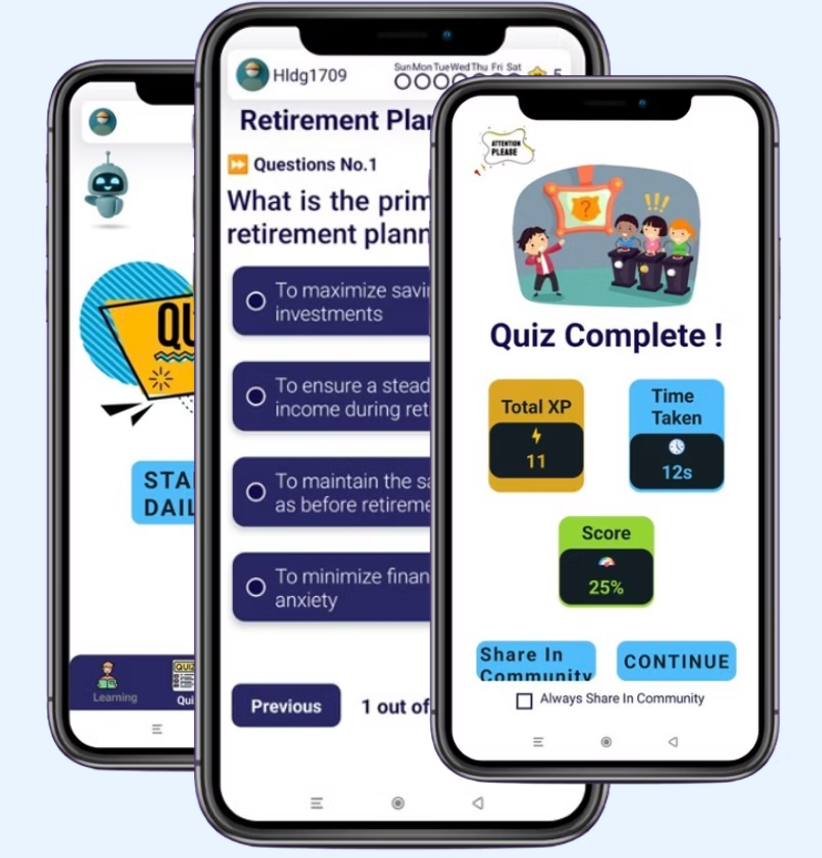 QU
STA
DAIL
Learning
QUIZ
Qui
Hldg1709
Sun Mon Tue Wed Thu Fri Sat
5
Retirement Plan
Questions No.1
What is the prim
retirement plann
To maximize savin
investments
To ensure a stead
income during ret
To maintain the sa
as before retireme
To minimize finan
anxiety
Previous
1 out of
ATTENTION
PLEASE
?
!!!
Quiz Complete !
Total XP
11
Time
Taken
12s
Score
25%
Share In
Community
CONTINUE
Always Share In Community